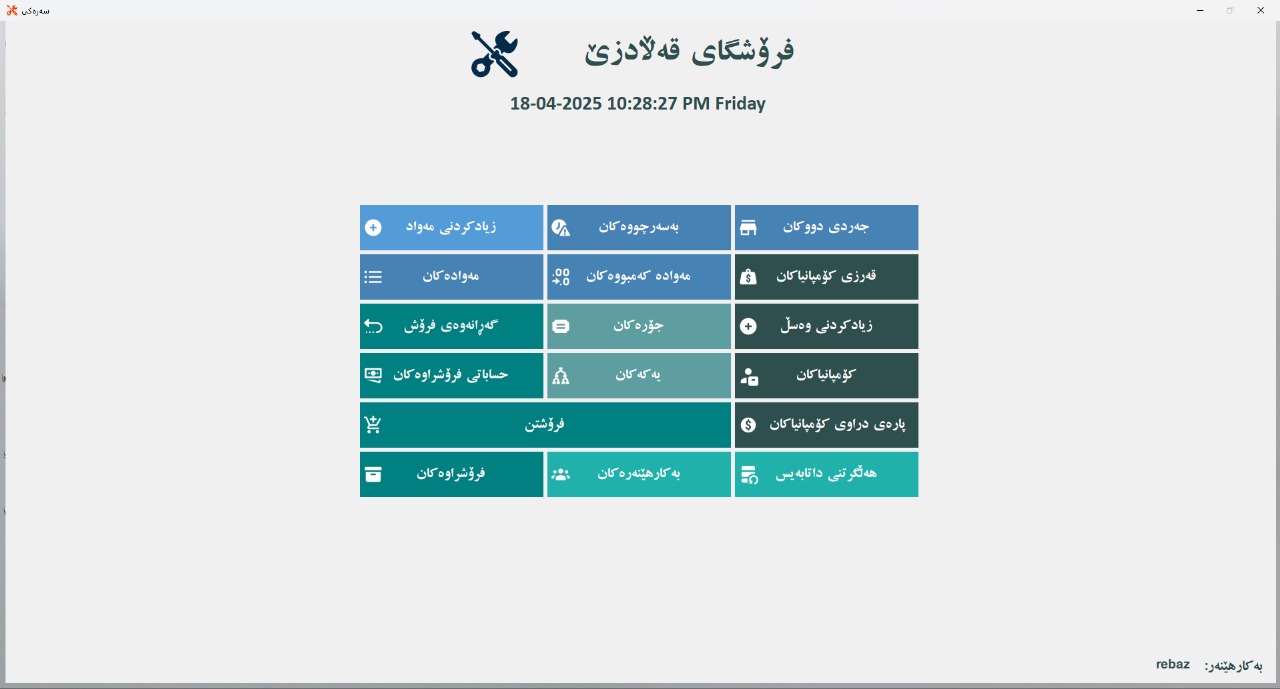 سەرەکی
فرۆشگای قەڵادزێ
18-04-2025 10:28:27 PM Friday
جەردی دووکان
بەسەرچووەکان
زیادکردنی مەواد
قەرزی کۆمپانیاکان
مەوادە کەمبووەکان
مەوادەکان
زیادکردنی وەسڵ
جۆرەکان
گەڕانەوەی فرۆش
کۆمپانیاکان
یەکەکان
حساباتی فرۆشراوەکان
پارەی دراوی کۆمپانیاکان
فرۆشتن
هەڵگرتنی داتابەیس
بەکارهێنەرەکان
فرۆشراوەکان
بەکارهێنەر: rebaz